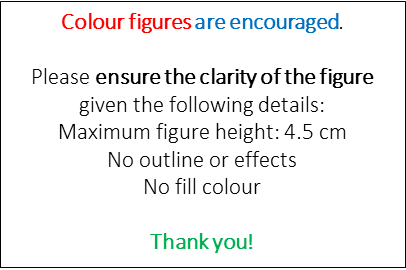 Colour figures are encouraged.
Please ensure the clarity of the figure
given the following details:
Maximum figure height: 4.5 cm
No outline or effects
No fill colour
Thank you!